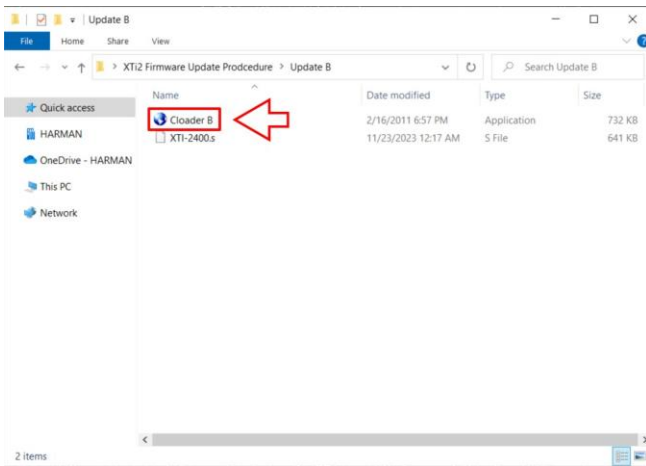 Update B
File Home Share View
XTi2 Firmware Update Prodcedure > Update B
Search Update B
Name Date modified Type Size
Quick access
HARMAN
OneDrive - HARMAN
This PC
Network
Cloader B 2/16/2011 6:57 PM Application 732 KB
XTI-2400.s 11/23/2023 12:17 AM S File 641 KB
2 items